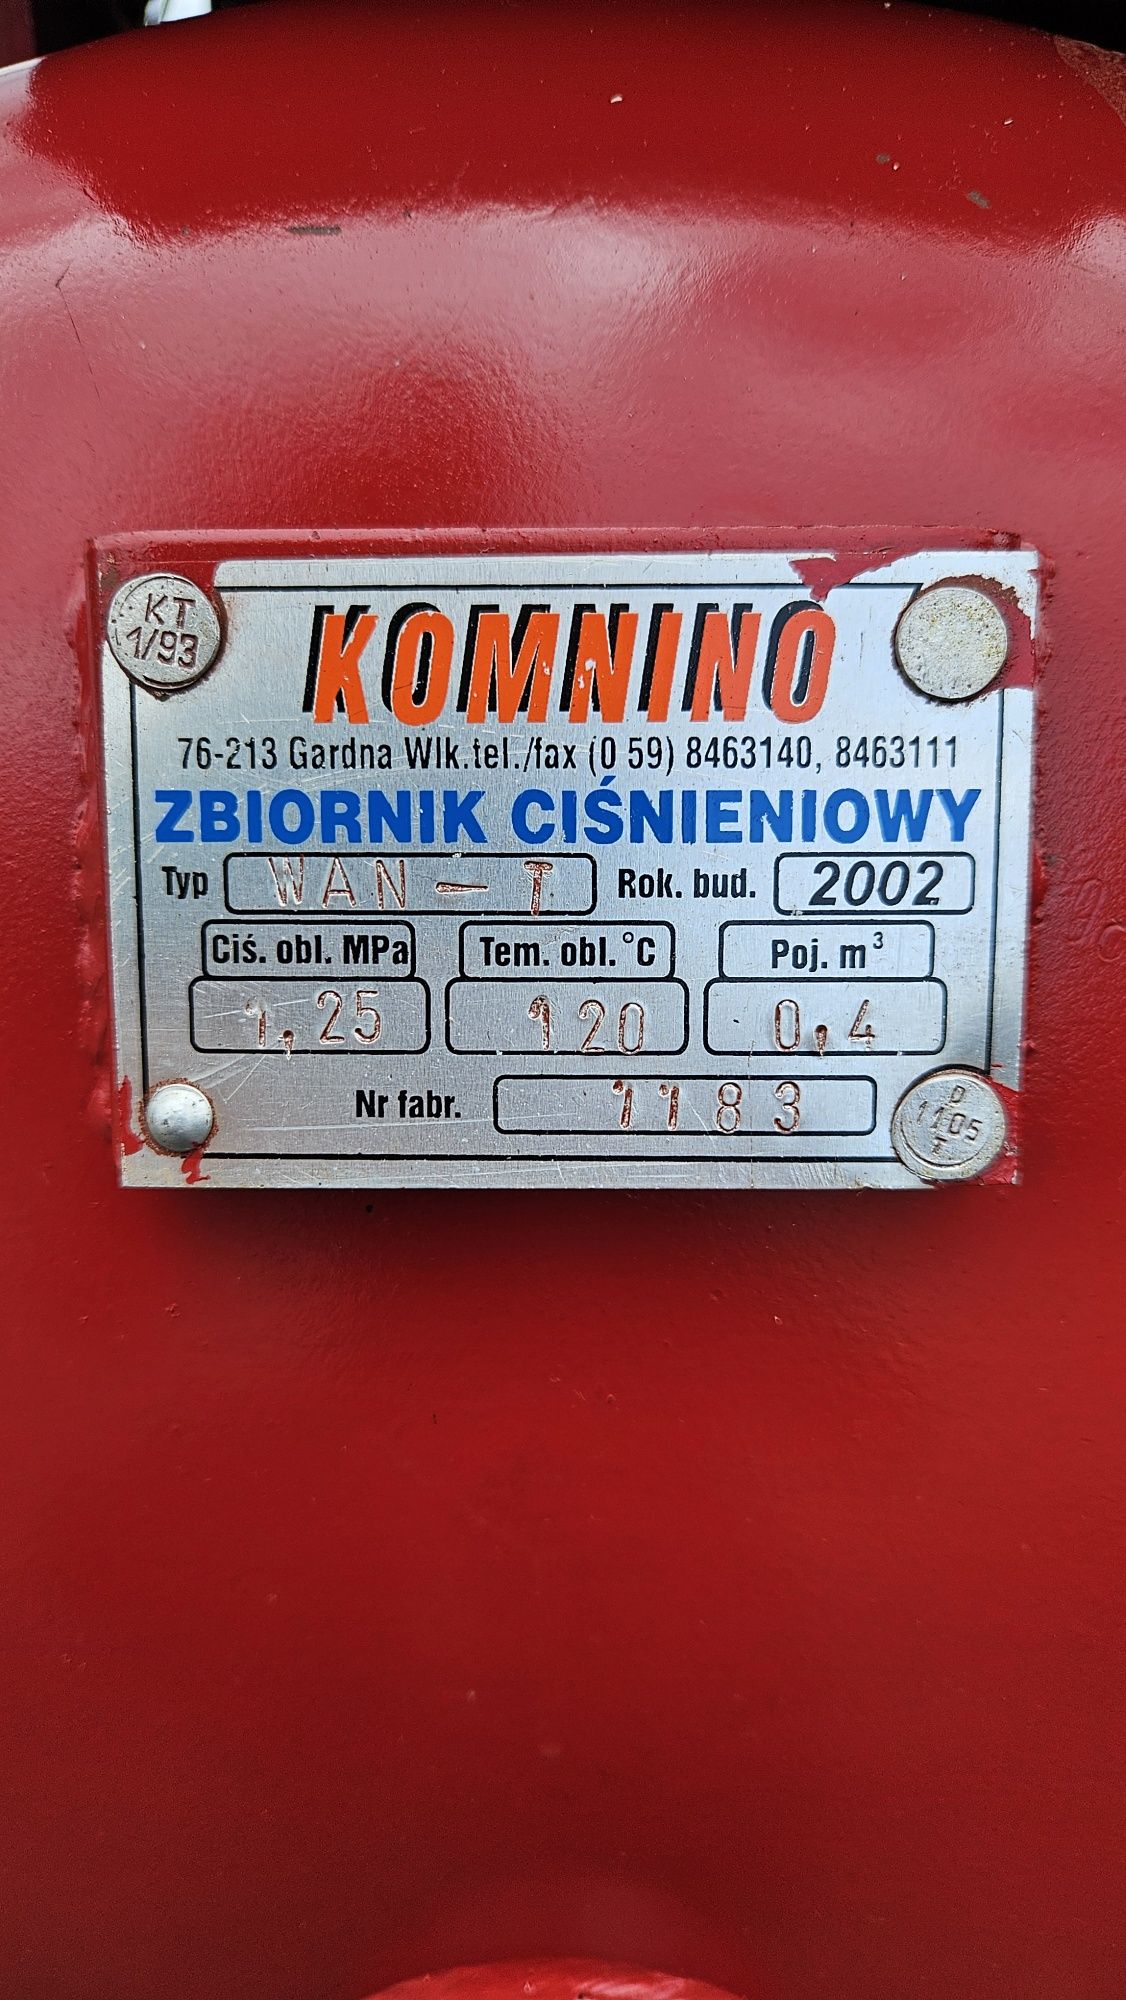 KT
1/93
KOMNINO
76-213 Gardna Wlk.tel./fax (0 59) 8463140, 8463111
ZBIORNIK CIŚNIENIOWY
Typ WAN-T Rok. bud. 2002
Ciś. obl. MPa Tem. obl. °C Poj. m³
1,25 120 0,4
Nr fabr. 1183
D
1105
T